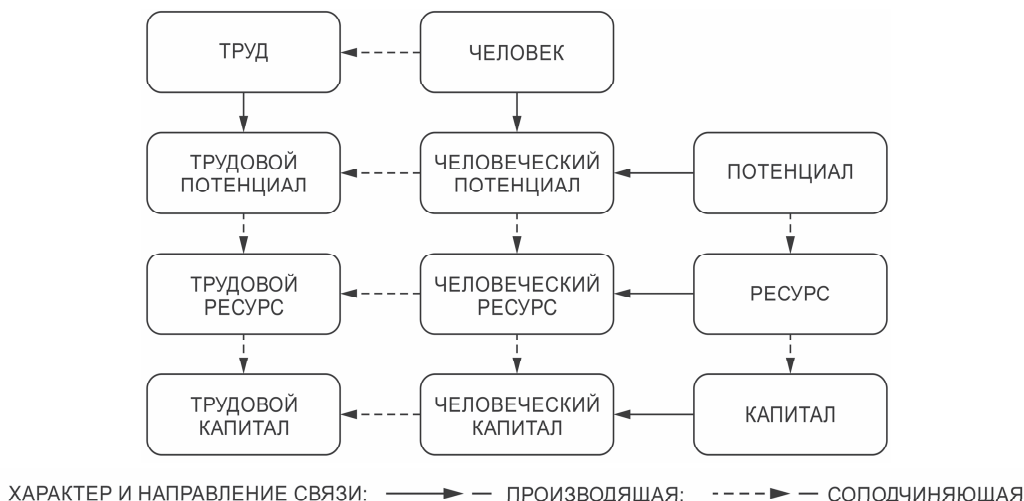 ТРУД
ЧЕЛОВЕК
ТРУДОВОЙ
ПОТЕНЦИАЛ
ЧЕЛОВЕЧЕСКИЙ
ПОТЕНЦИАЛ
ПОТЕНЦИАЛ
ТРУДОВОЙ
РЕСУРС
ЧЕЛОВЕЧЕСКИЙ
РЕСУРС
РЕСУРС
ТРУДОВОЙ
КАПИТАЛ
ЧЕЛОВЕЧЕСКИЙ
КАПИТАЛ
КАПИТАЛ
ХАРАКТЕР И НАПРАВЛЕНИЕ СВЯЗИ: — ПРОИЗВОДЯЩАЯ; — СОПОДЧИНЯЮЩАЯ